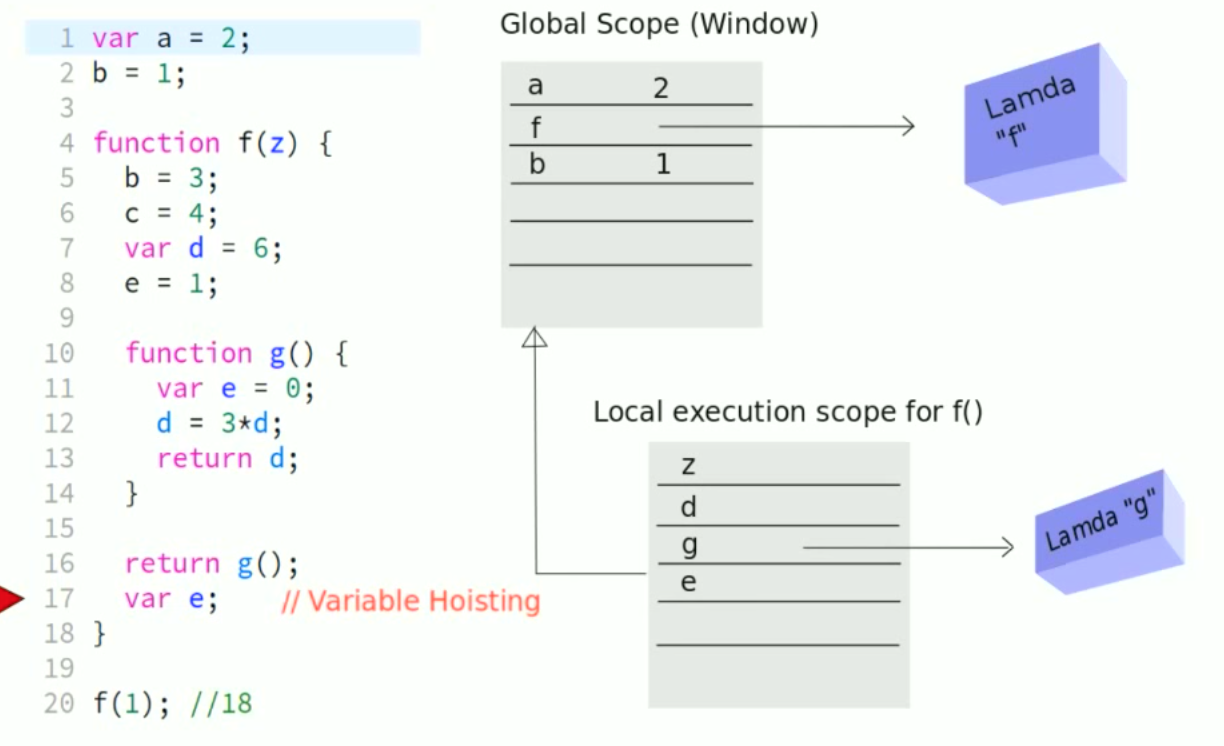 1 var a = 2;
2 b = 1;
3
4 function f(z) {
5 b = 3;
6 c = 4;
7 var d = 6;
8 e = 1;
9
10 function g() {
11 var e = 0;
12 d = 3*d;
13 return d;
14 }
15
16 return g();
17 var e; // Variable Hoisting
18 }
19
20 f(1); //18
Global Scope (Window)
a 2
f
b 1
Lamda
"f"
Local execution scope for f()
z
d
g
e
Lamda "g"